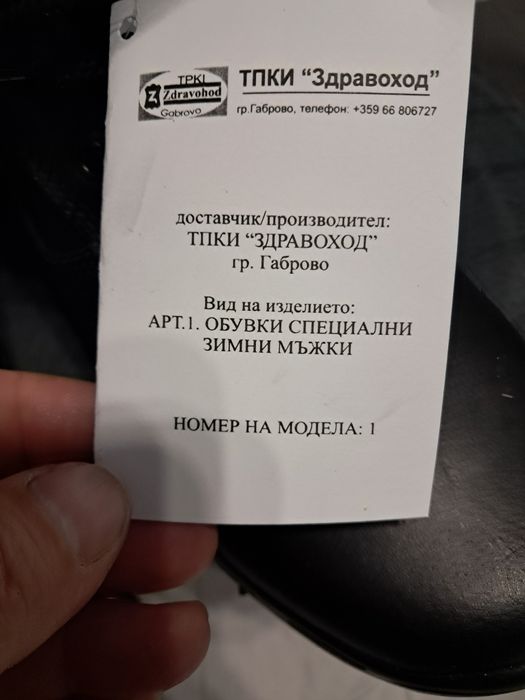 TPKI
Zdravohod
Gabrovo
ТПКИ “Здравоход”
гр.Габрово, телефон: +359 66 806727
доставчик/производител:
ТПКИ “ЗДРАВОХОД”
гр. Габрово
Вид на изделието:
АРТ.1. ОБУВКИ СПЕЦИАЛНИ
ЗИМНИ МЪЖКИ
НОМЕР НА МОДЕЛА: 1